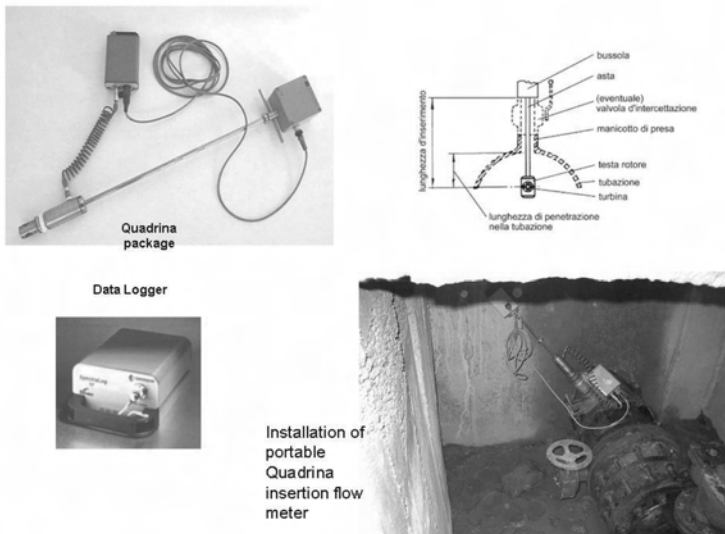 Quadrina
package
bussola
asta
(eventuale)
valvola d'intercettazione
manicotto di presa
testa rotore
tubazione
turbina
lunghezza d'inserimento
lunghezza di penetrazione
nella tubazione
Data Logger
Installation of
portable
Quadrina
insertion flow
meter